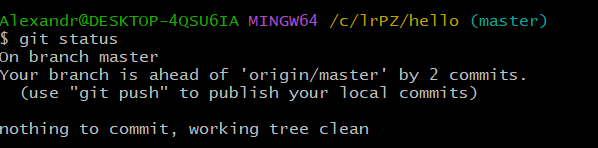 Alexandr@DESKTOP-4QSU6IA MINGW64 /c/lrPZ/hello (master)
$ git status
On branch master
Your branch is ahead of 'origin/master' by 2 commits.
  (use "git push" to publish your local commits)

nothing to commit, working tree clean